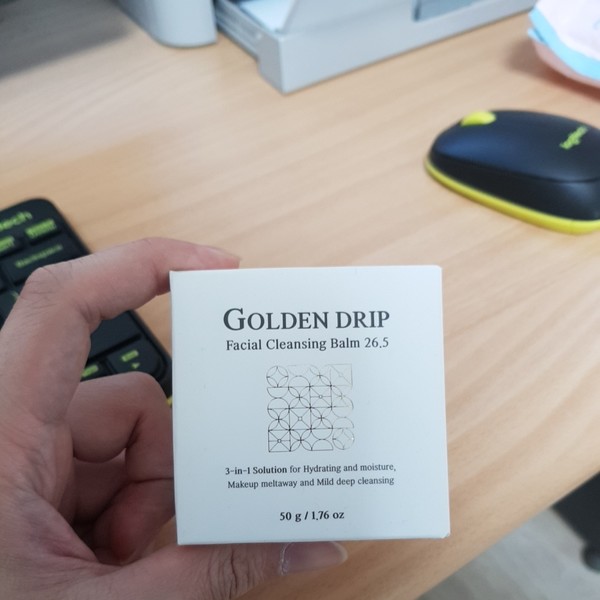 GOLDEN DRIP
Facial Cleansing Balm 26.5
3-in-1 Solution for Hydrating and moisture,
Makeup meltaway and Mild deep cleansing
50 g / 1.76 oz
logi